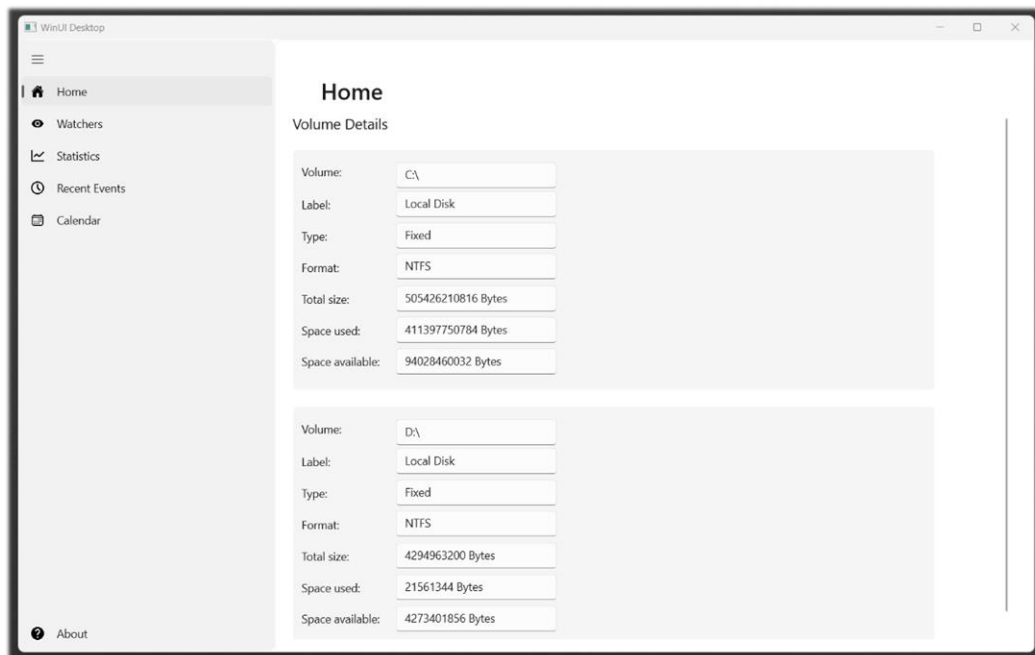 WinUI Desktop
Home
Watchers
Statistics
Recent Events
Calendar
About
Home
Volume Details
Volume: C:\
Label: Local Disk
Type: Fixed
Format: NTFS
Total size: 505426210816 Bytes
Space used: 411397750784 Bytes
Space available: 94028460032 Bytes
Volume: D:\
Label: Local Disk
Type: Fixed
Format: NTFS
Total size: 4294963200 Bytes
Space used: 21561344 Bytes
Space available: 4273401856 Bytes